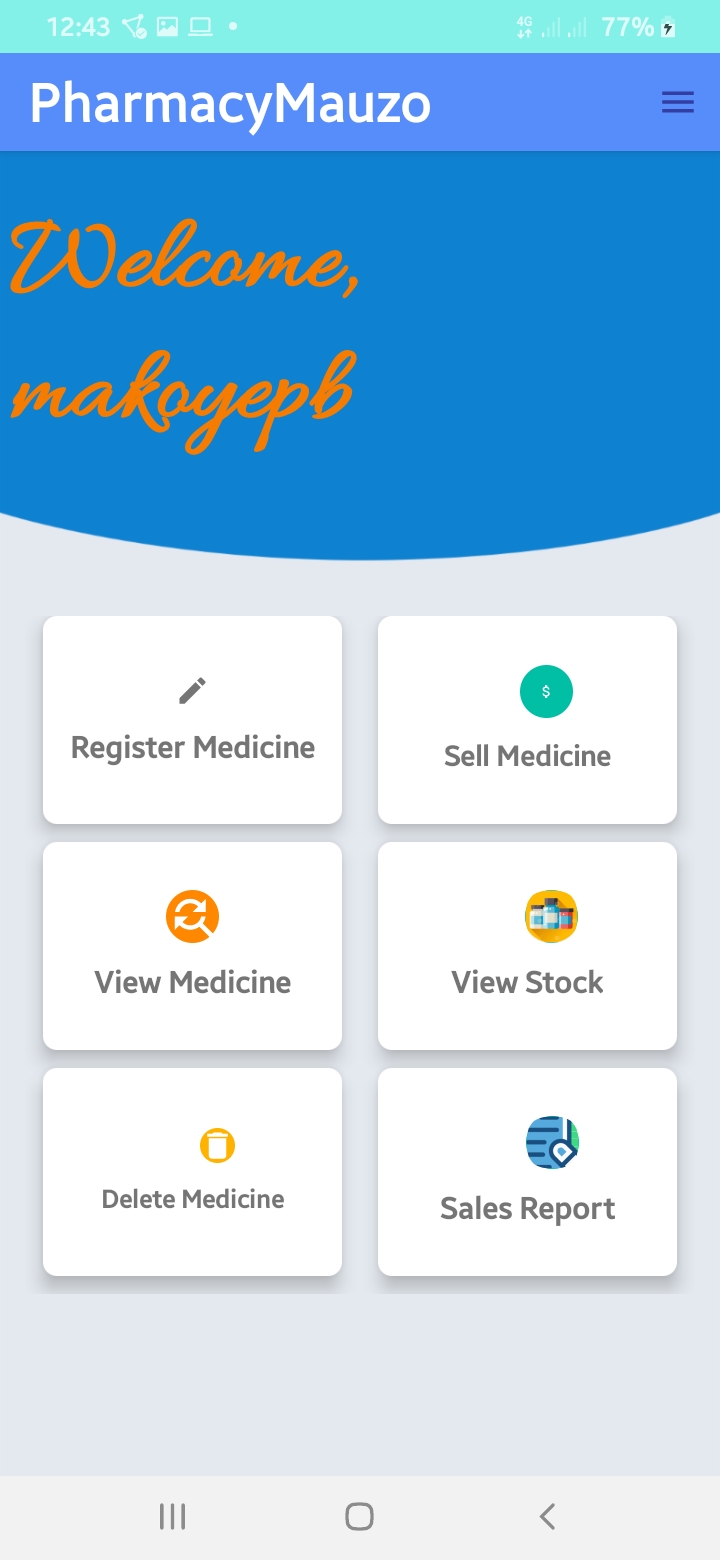 12:43 4G 77%
PharmacyMauzo
Welcome,
makoyepb
$
Register Medicine
Sell Medicine
View Medicine
View Stock
Delete Medicine
Sales Report